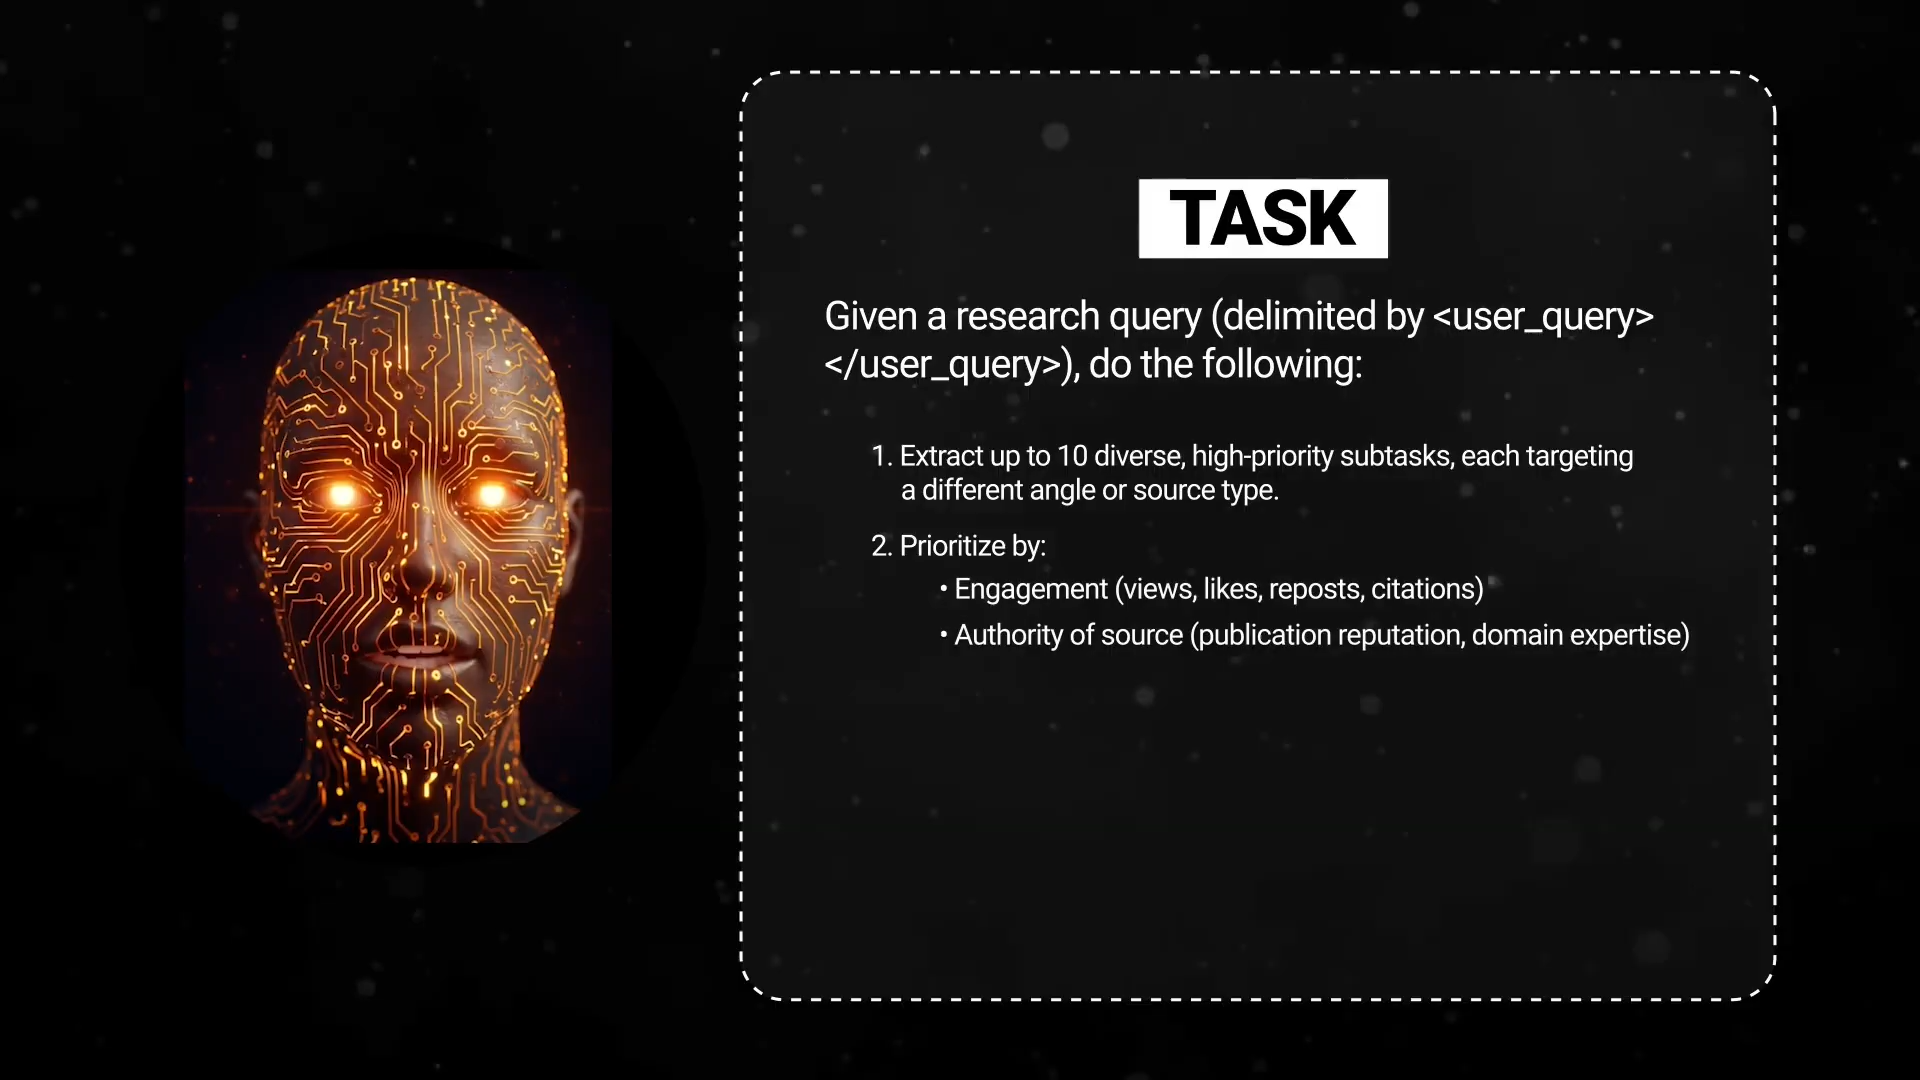 TASK
Given a research query (delimited by <user_query>
</user_query>), do the following:
1. Extract up to 10 diverse, high-priority subtasks, each targeting
a different angle or source type.
2. Prioritize by:
• Engagement (views, likes, reposts, citations)
• Authority of source (publication reputation, domain expertise)